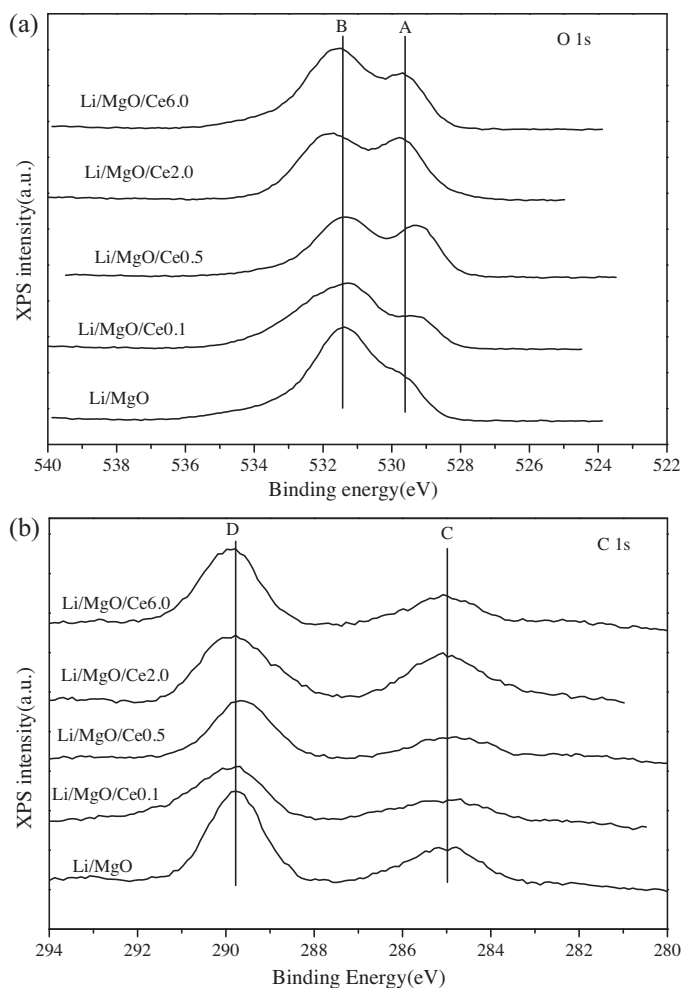 (a)
B
A
O 1s
Li/MgO/Ce6.0
Li/MgO/Ce2.0
Li/MgO/Ce0.5
Li/MgO/Ce0.1
Li/MgO
XPS intensity(a.u.)
540 538 536 534 532 530 528 526 524 522
Binding energy(eV)
(b)
D
C
C 1s
Li/MgO/Ce6.0
Li/MgO/Ce2.0
Li/MgO/Ce0.5
Li/MgO/Ce0.1
Li/MgO
XPS intensity(a.u.)
294 292 290 288 286 284 282 280
Binding Energy(eV)